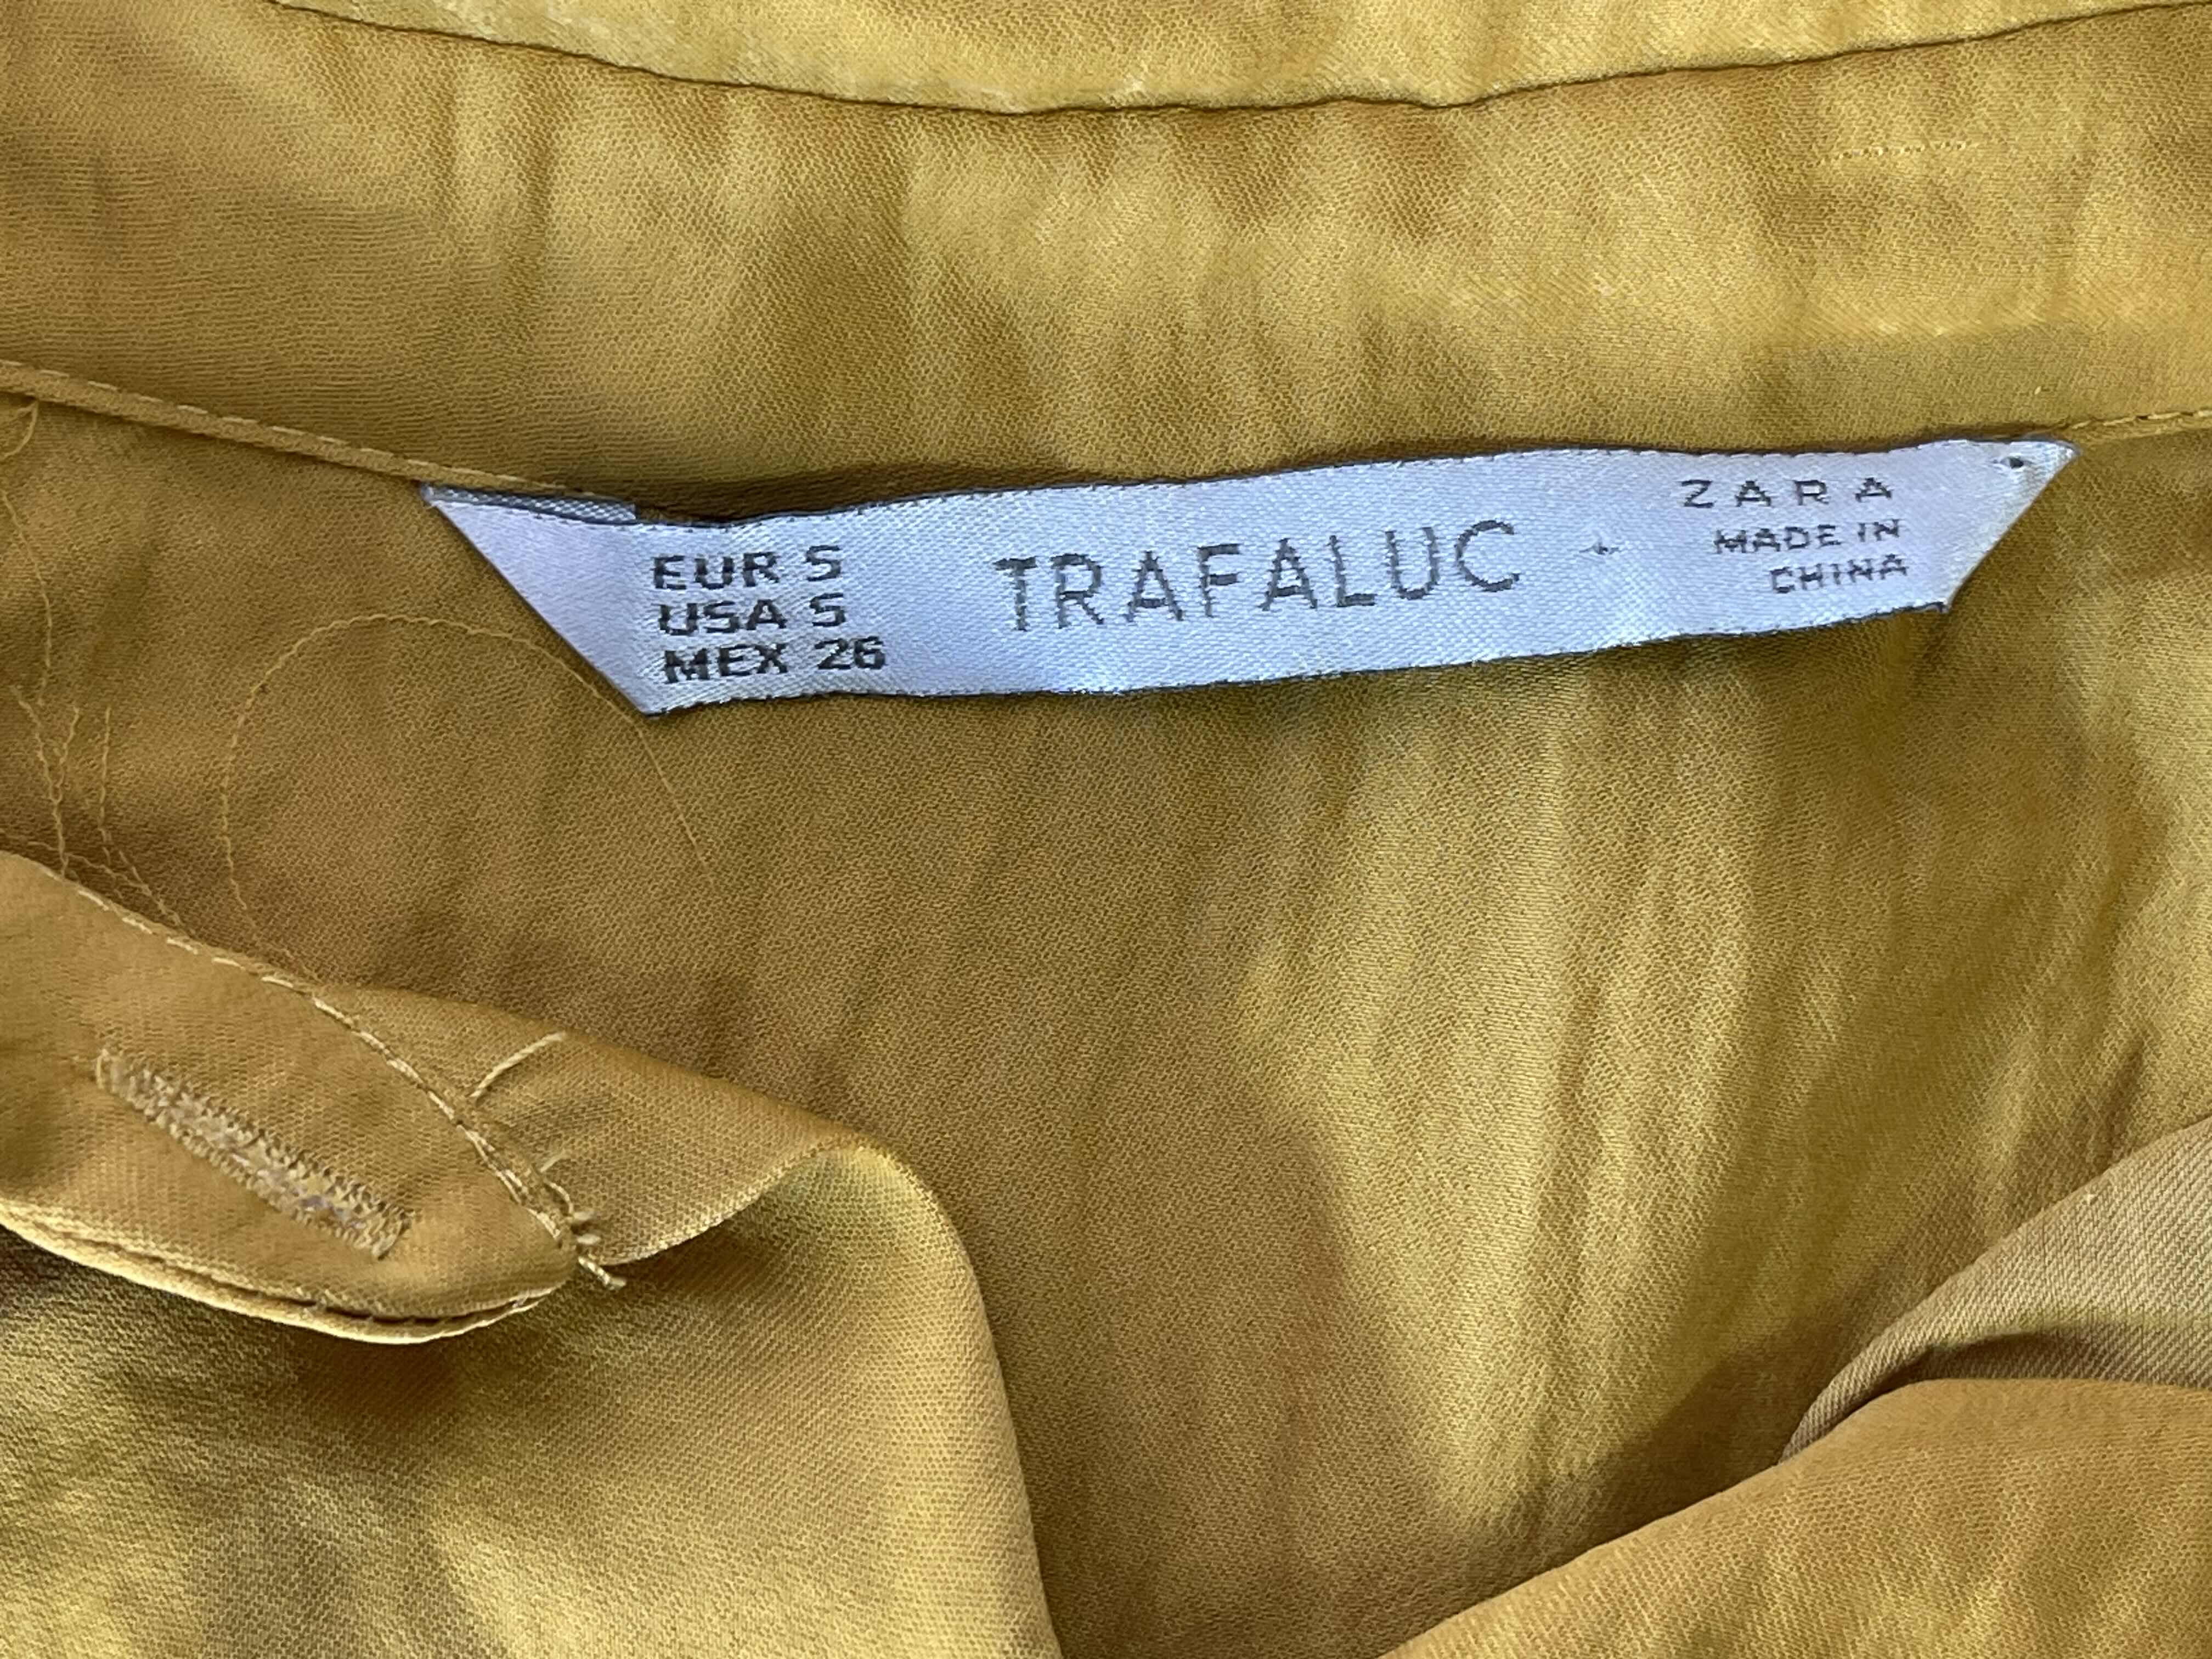 EUR S
USA S
MEX 26
TRAFALUC
ZARA
MADE IN
CHINA